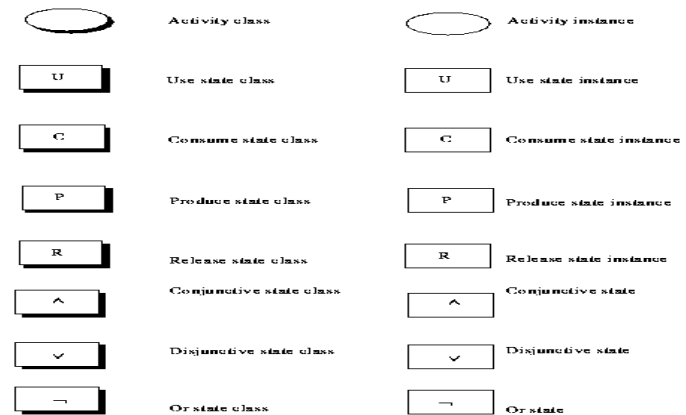 Activity class Activity instance
U Use state class U Use state instance
C Consume state class C Consume state instance
P Produce state class P Produce state instance
R Release state class R Release state instance
^ Conjunctive state class ^ Conjunctive state
∨ Disjunctive state class ∨ Disjunctive state
¬ Or state class ¬ Or state